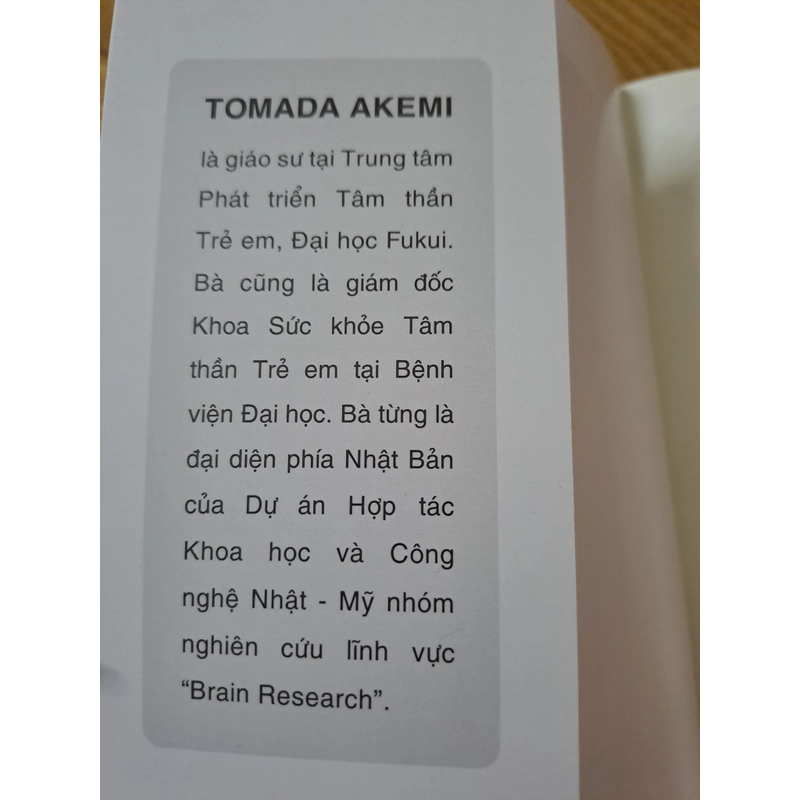 TOMADA AKEMI
là giáo sư tại Trung tâm
Phát triển Tâm thần
Trẻ em, Đại học Fukui.
Bà cũng là giám đốc
Khoa Sức khỏe Tâm
thần Trẻ em tại Bệnh
viện Đại học. Bà từng là
đại diện phía Nhật Bản
của Dự án Hợp tác
Khoa học và Công
nghệ Nhật - Mỹ nhóm
nghiên cứu lĩnh vực
“Brain Research”.